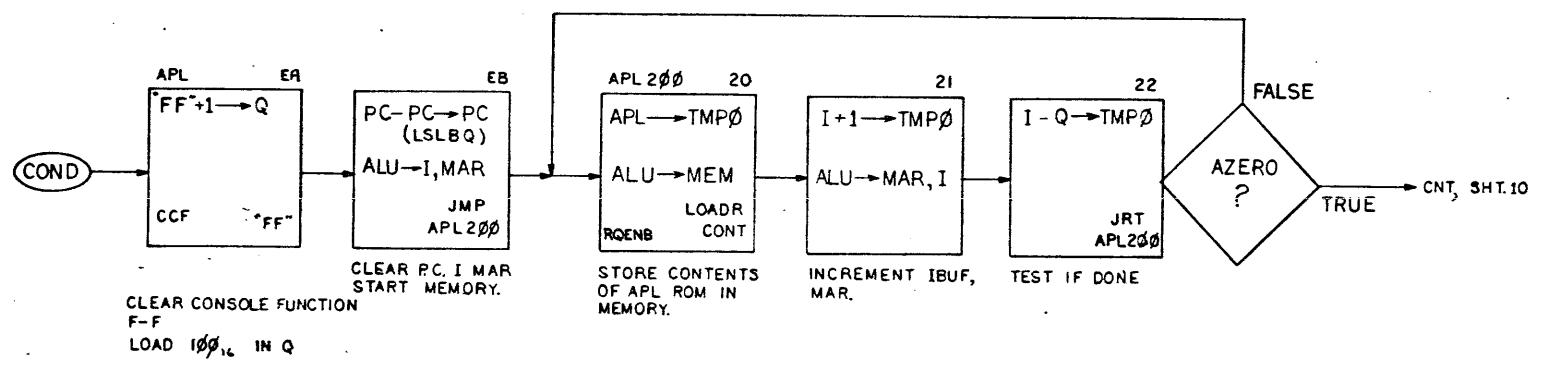 COND
APL EA
"FF"+1→Q
CCF "FF"
CLEAR CONSOLE FUNCTION
F-F
LOAD 1ØØ₁₆ IN Q
EB
PC-PC→PC
(LSLBQ)
ALU→I, MAR
JMP
APL2ØØ
CLEAR P.C. I MAR
START MEMORY.
APL2ØØ 20
APL→TMPØ
ALU→MEM
LOADR
RQENB CONT
STORE CONTENTS
OF APL ROM IN
MEMORY.
21
I+1→TMPØ
ALU→MAR, I
INCREMENT IBUF,
MAR.
22
I-Q→TMPØ
JRT
APL2ØØ
TEST IF DONE
FALSE
AZERO
?
TRUE
CNT, SHT.10